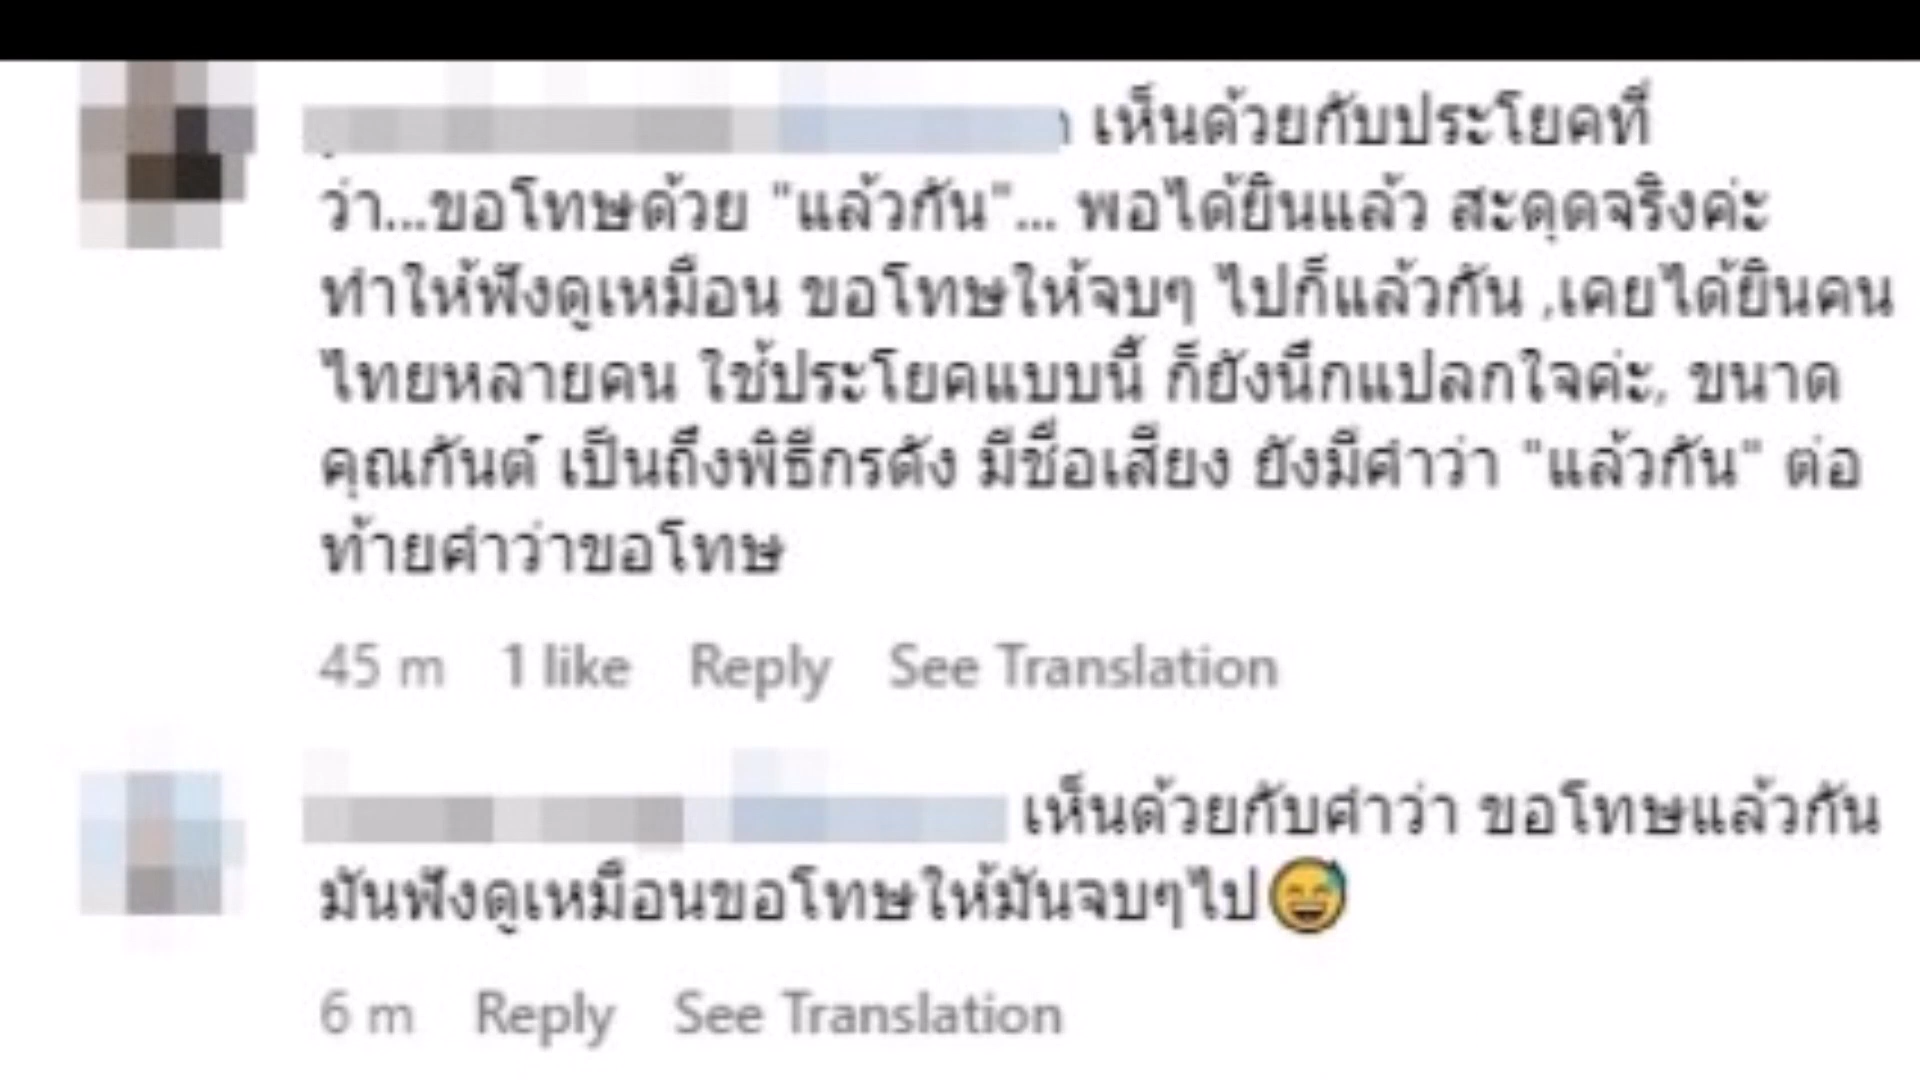 เห็นด้วยกับประโยคที่
ว่า...ขอโทษด้วย "แล้วกัน"... พอได้ยินแล้ว สะดุดจริงค่ะ
ทำให้ฟังดูเหมือน ขอโทษให้จบๆ ไปก็แล้วกัน ,เคยได้ยินคน
ไทยหลายคน ใช้ประโยคแบบนี้ ก็ยังนึกแปลกใจค่ะ, ขนาด
คุณกันต์ เป็นถึงพิธีกรดัง มีชื่อเสียง ยังมีคำว่า "แล้วกัน" ต่อ
ท้ายคำว่าขอโทษ
45 m 1 like Reply See Translation
เห็นด้วยกับคำว่า ขอโทษแล้วกัน
มันฟังดูเหมือนขอโทษให้มันจบๆไป😅
6 m Reply See Translation